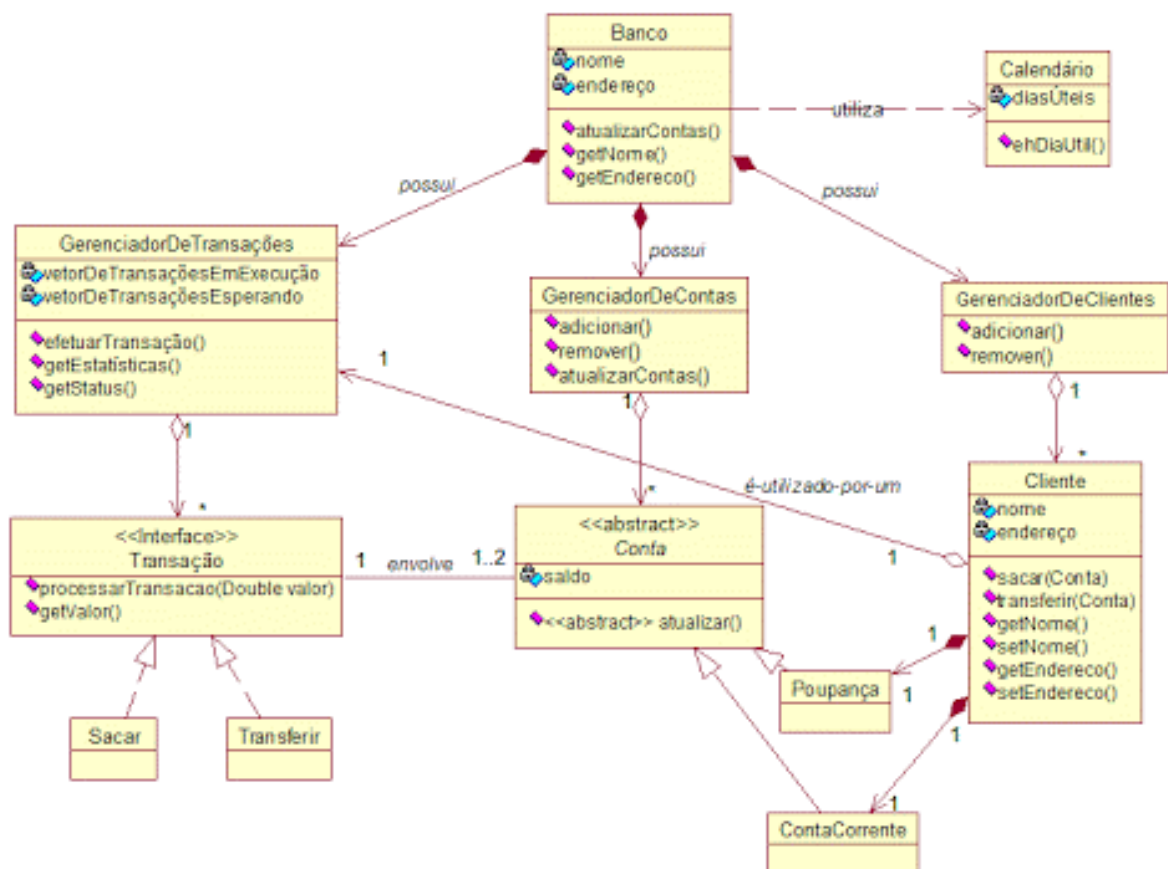 Banco
nome
endereço
atualizarContas()
getNome()
getEndereco()
utiliza
Calendário
diasÚteis
ehDiaUtil()
possui
possui
possui
GerenciadorDeTransações
vetorDeTransaçõesEmExecução
vetorDeTransaçõesEsperando
efetuarTransação()
getEstatísticas()
getStatus()
GerenciadorDeContas
adicionar()
remover()
atualizarContas()
GerenciadorDeClientes
adicionar()
remover()
1
1
1
1
*
*
*
é-utilizado-por-um
1
<<Interface>>
Transação
processarTransacao(Double valor)
getValor()
1
envolve
1..2
<<abstract>>
Conta
saldo
<<abstract>> atualizar()
Cliente
nome
endereço
sacar(Conta)
transferir(Conta)
getNome()
setNome()
getEndereco()
setEndereco()
1
1
1
1
Sacar
Transferir
Poupança
ContaCorrente